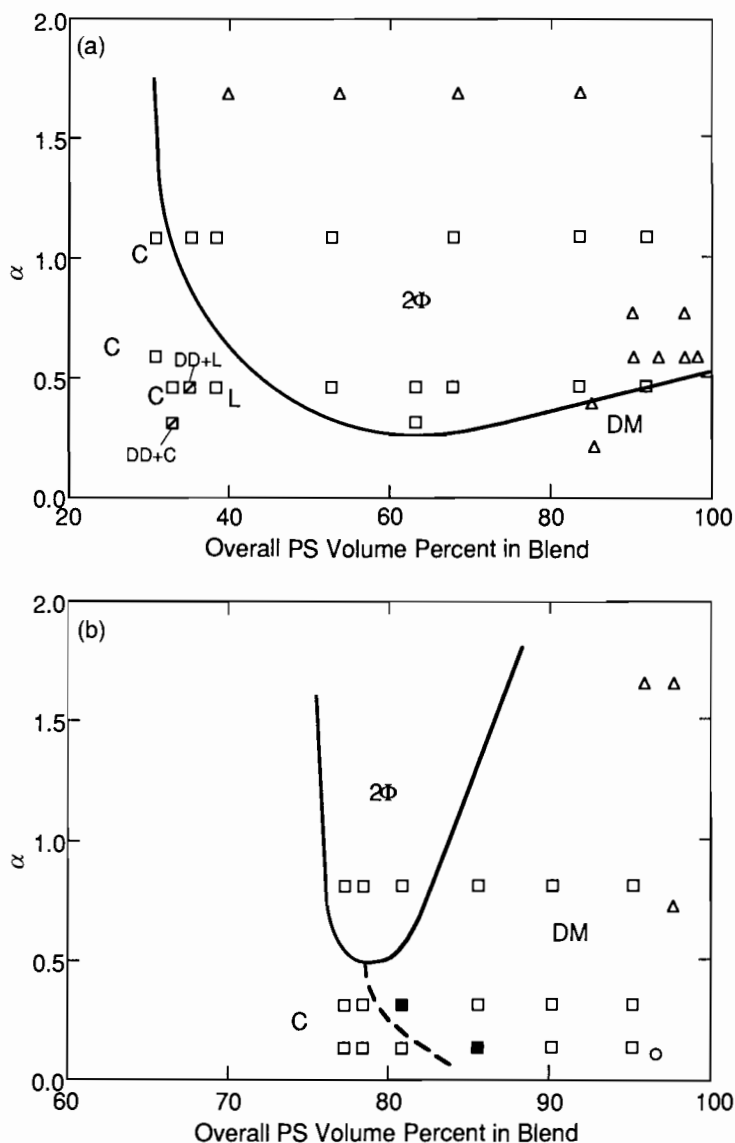 (a)
2.0
1.5
1.0
0.5
0.0
α
C
C
C
DD+L
L
DD+C
2Φ
DM
20
40
60
80
100
Overall PS Volume Percent in Blend
(b)
2.0
1.5
1.0
0.5
0.0
α
2Φ
DM
C
60
70
80
90
100
Overall PS Volume Percent in Blend